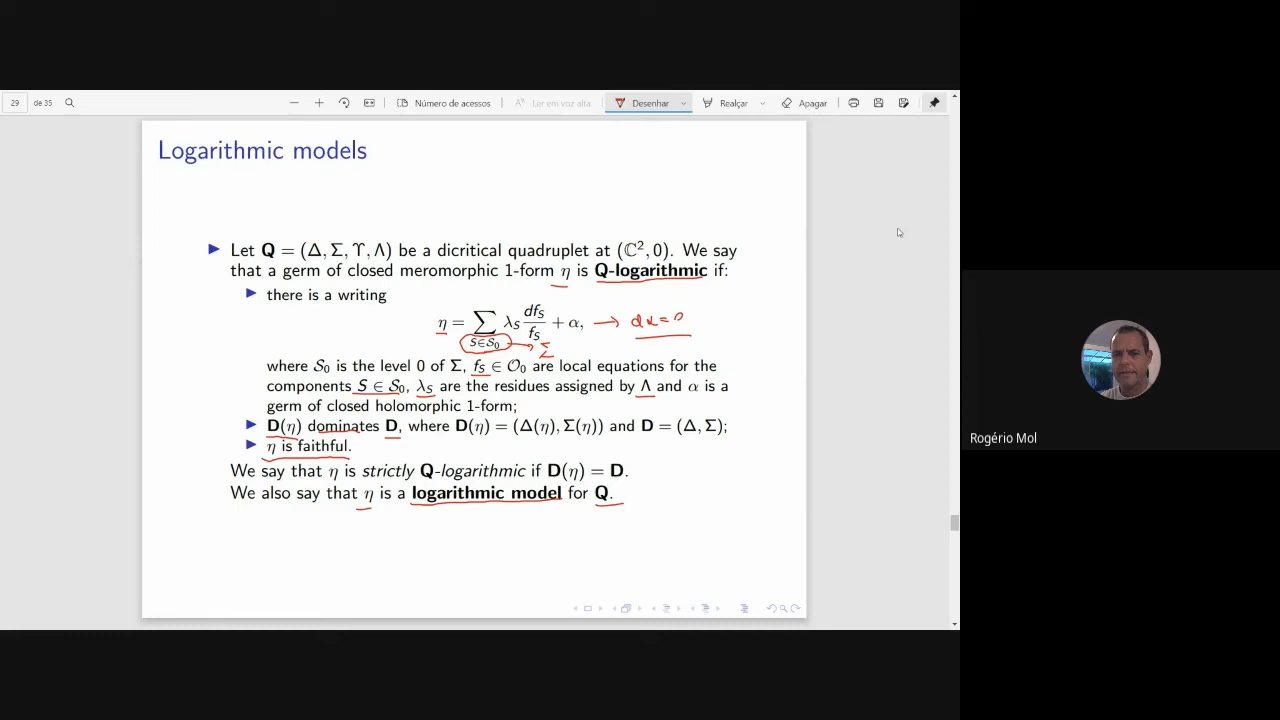 29 de 35 Número de acessos Ler em voz alta Desenhar Realçar Apagar
Logarithmic models
Let Q = (Δ, Σ, ϒ, Λ) be a dicritical quadruplet at (ℂ², 0). We say
that a germ of closed meromorphic 1-form η is Q-logarithmic if:
there is a writing
η = ∑_{S∈𝒮₀} λ_S df_S/f_S + α, → dα=0
→ Σ
where 𝒮₀ is the level 0 of Σ, f_S ∈ 𝒪₀ are local equations for the
components S ∈ 𝒮₀, λ_S are the residues assigned by Λ and α is a
germ of closed holomorphic 1-form;
D(η) dominates D, where D(η) = (Δ(η), Σ(η)) and D = (Δ, Σ);
η is faithful.
We say that η is strictly Q-logarithmic if D(η) = D.
We also say that η is a logarithmic model for Q.
Rogério Mol